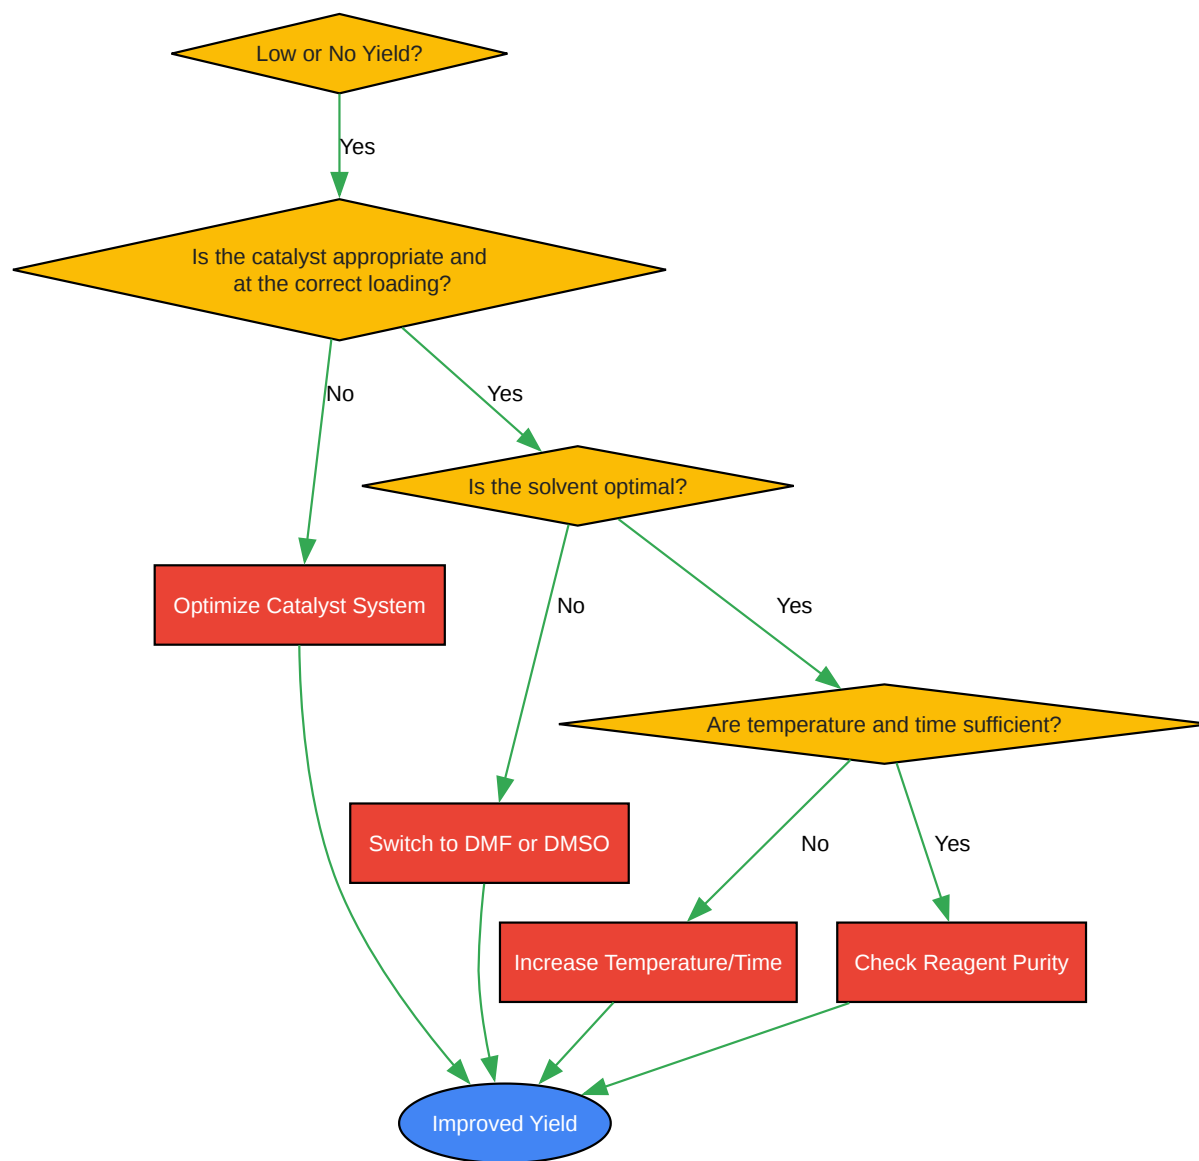 Low or No Yield?
Yes
Is the catalyst appropriate and
at the correct loading?
No
Yes
Is the solvent optimal?
Optimize Catalyst System
No
Yes
Are temperature and time sufficient?
Switch to DMF or DMSO
No
Yes
Increase Temperature/Time
Check Reagent Purity
Improved Yield